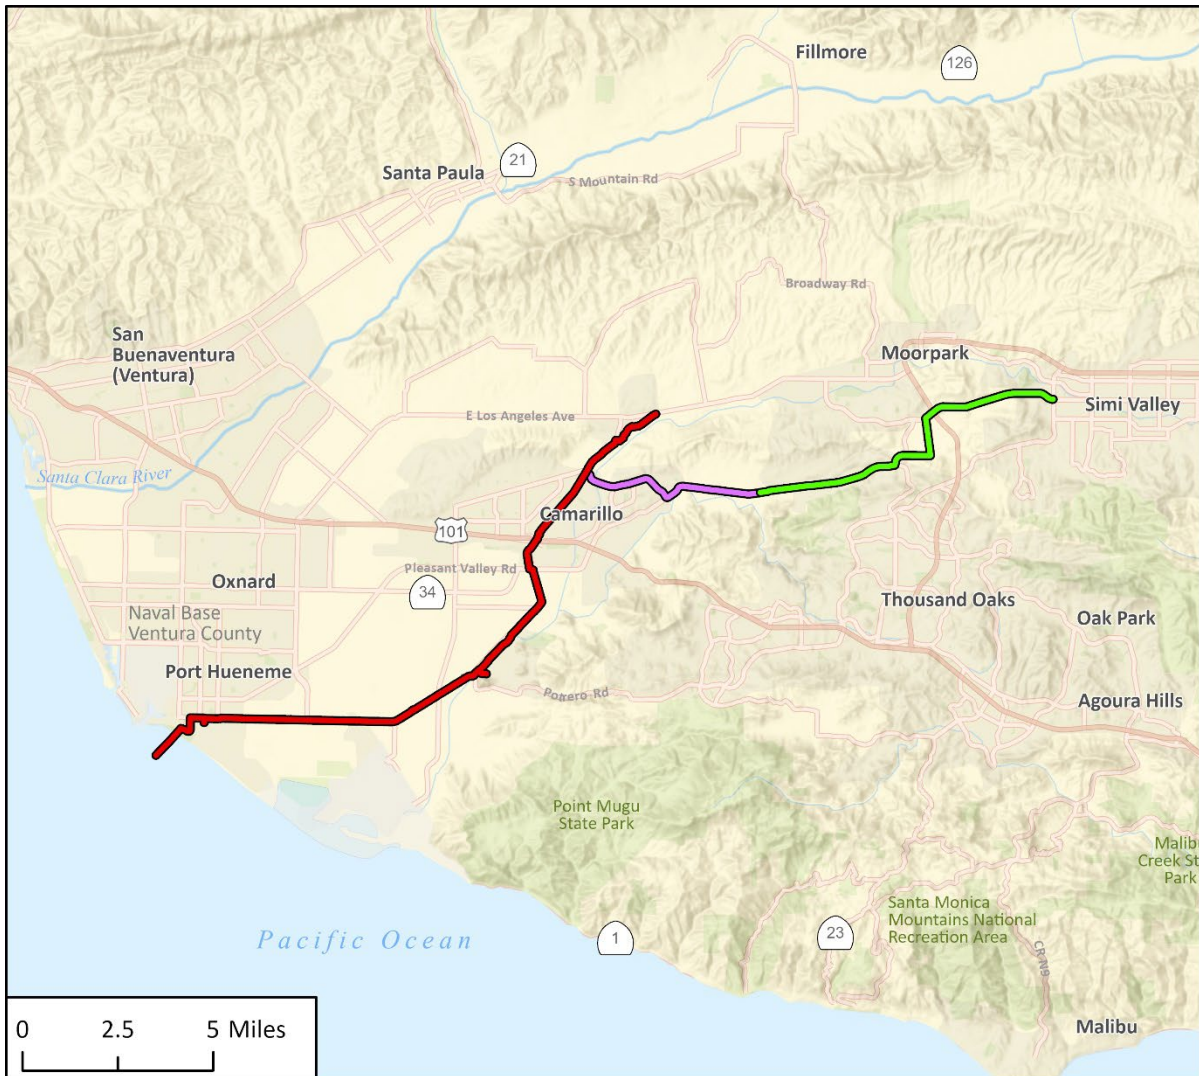 Fillmore
126
Santa Paula
21
S Mountain Rd
Broadway Rd
San
Buenaventura
(Ventura)
Moorpark
E Los Angeles Ave
Simi Valley
Santa Clara River
Camarillo
101
Pleasant Valley Rd
Oxnard
34
Thousand Oaks
Naval Base
Ventura County
Oak Park
Port Hueneme
Potrero Rd
Agoura Hills
Point Mugu
State Park
Malibu
Creek St
Park
Santa Monica
Mountains National
Recreation Area
23
1
Pacific Ocean
CR N9
Malibu
0 2.5 5 Miles